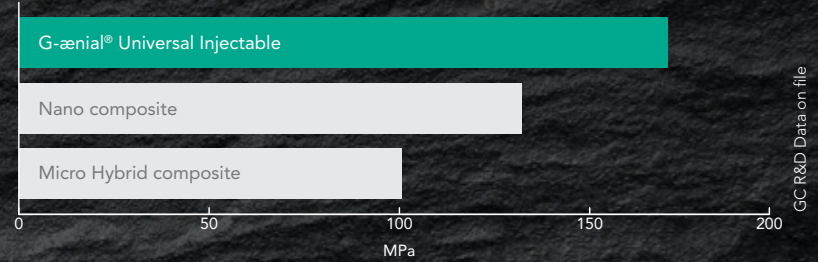 G-ænial® Universal Injectable
Nano composite
Micro Hybrid composite
0 50 100 150 200
MPa
GC R&D Data on file